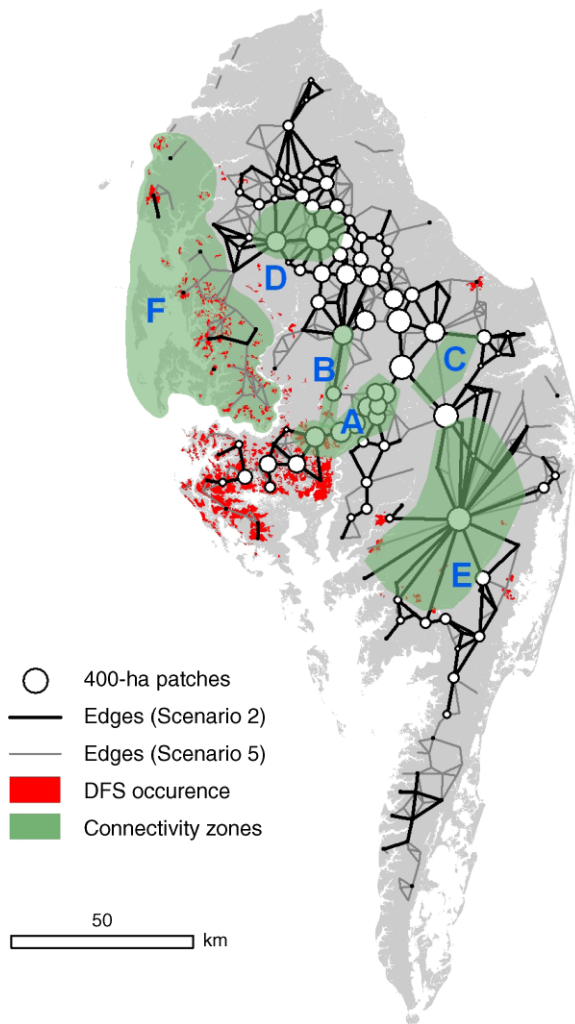 D
F
C
B
A
E
400-ha patches
Edges (Scenario 2)
Edges (Scenario 5)
DFS occurence
Connectivity zones
50
km